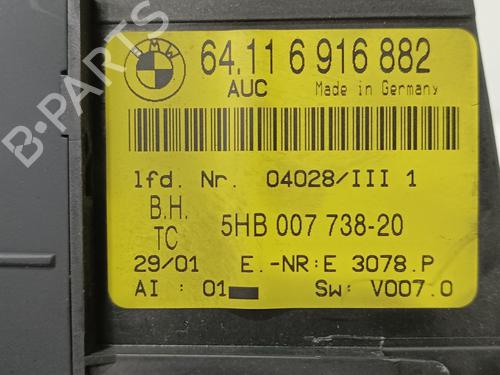 BMW
64.11 6 916 882
AUC Made in Germany
lfd. Nr. 04028/III 1
B.H.
TC 5HB 007 738-20
29/01 E.-NR:E 3078.P
AI : 01 Sw: V007.0
B-PARTS